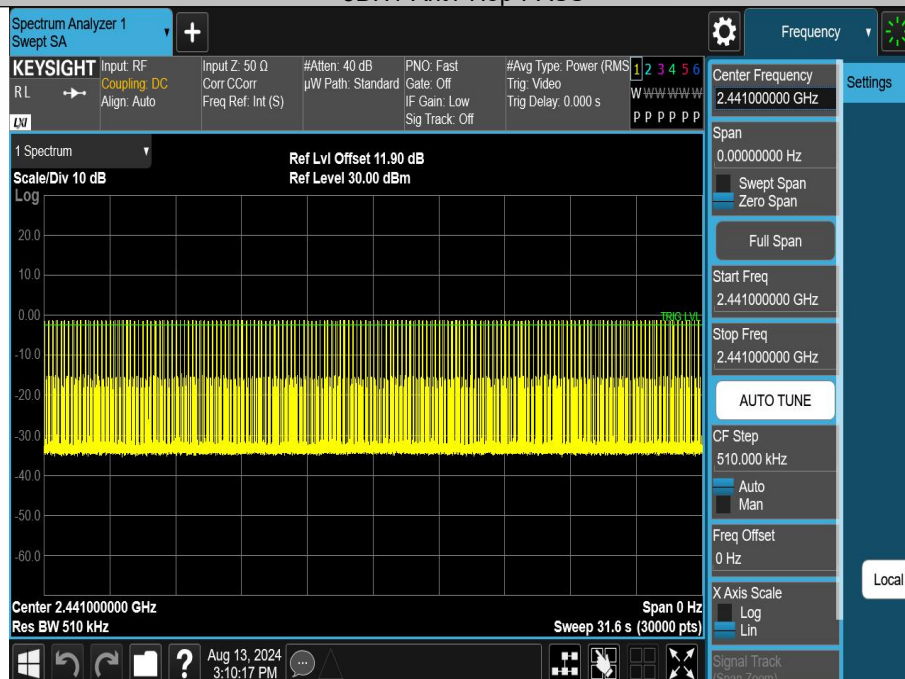 Spectrum Analyzer 1
Swept SA
Frequency
KEYSIGHT
RL
LXI
Input: RF
Coupling: DC
Align: Auto
Input Z: 50 Ω
Corr CCorr
Freq Ref: Int (S)
#Atten: 40 dB
µW Path: Standard
PNO: Fast
Gate: Off
IF Gain: Low
Sig Track: Off
#Avg Type: Power (RMS
Trig: Video
Trig Delay: 0.000 s
1 2 3 4 5 6
W W W W W W
P P P P P P
1 Spectrum
Scale/Div 10 dB
Log
Ref Lvl Offset 11.90 dB
Ref Level 30.00 dBm
20.0
10.0
0.00
TRIG LVL
-10.0
-20.0
-30.0
-40.0
-50.0
-60.0
Center 2.441000000 GHz
Res BW 510 kHz
Span 0 Hz
Sweep 31.6 s (30000 pts)
Center Frequency
2.441000000 GHz
Settings
Span
0.00000000 Hz
Swept Span
Zero Span
Full Span
Start Freq
2.441000000 GHz
Stop Freq
2.441000000 GHz
AUTO TUNE
CF Step
510.000 kHz
Auto
Man
Freq Offset
0 Hz
Local
X Axis Scale
Log
Lin
Signal Track
(Span Zoom)
?
Aug 13, 2024
3:10:17 PM